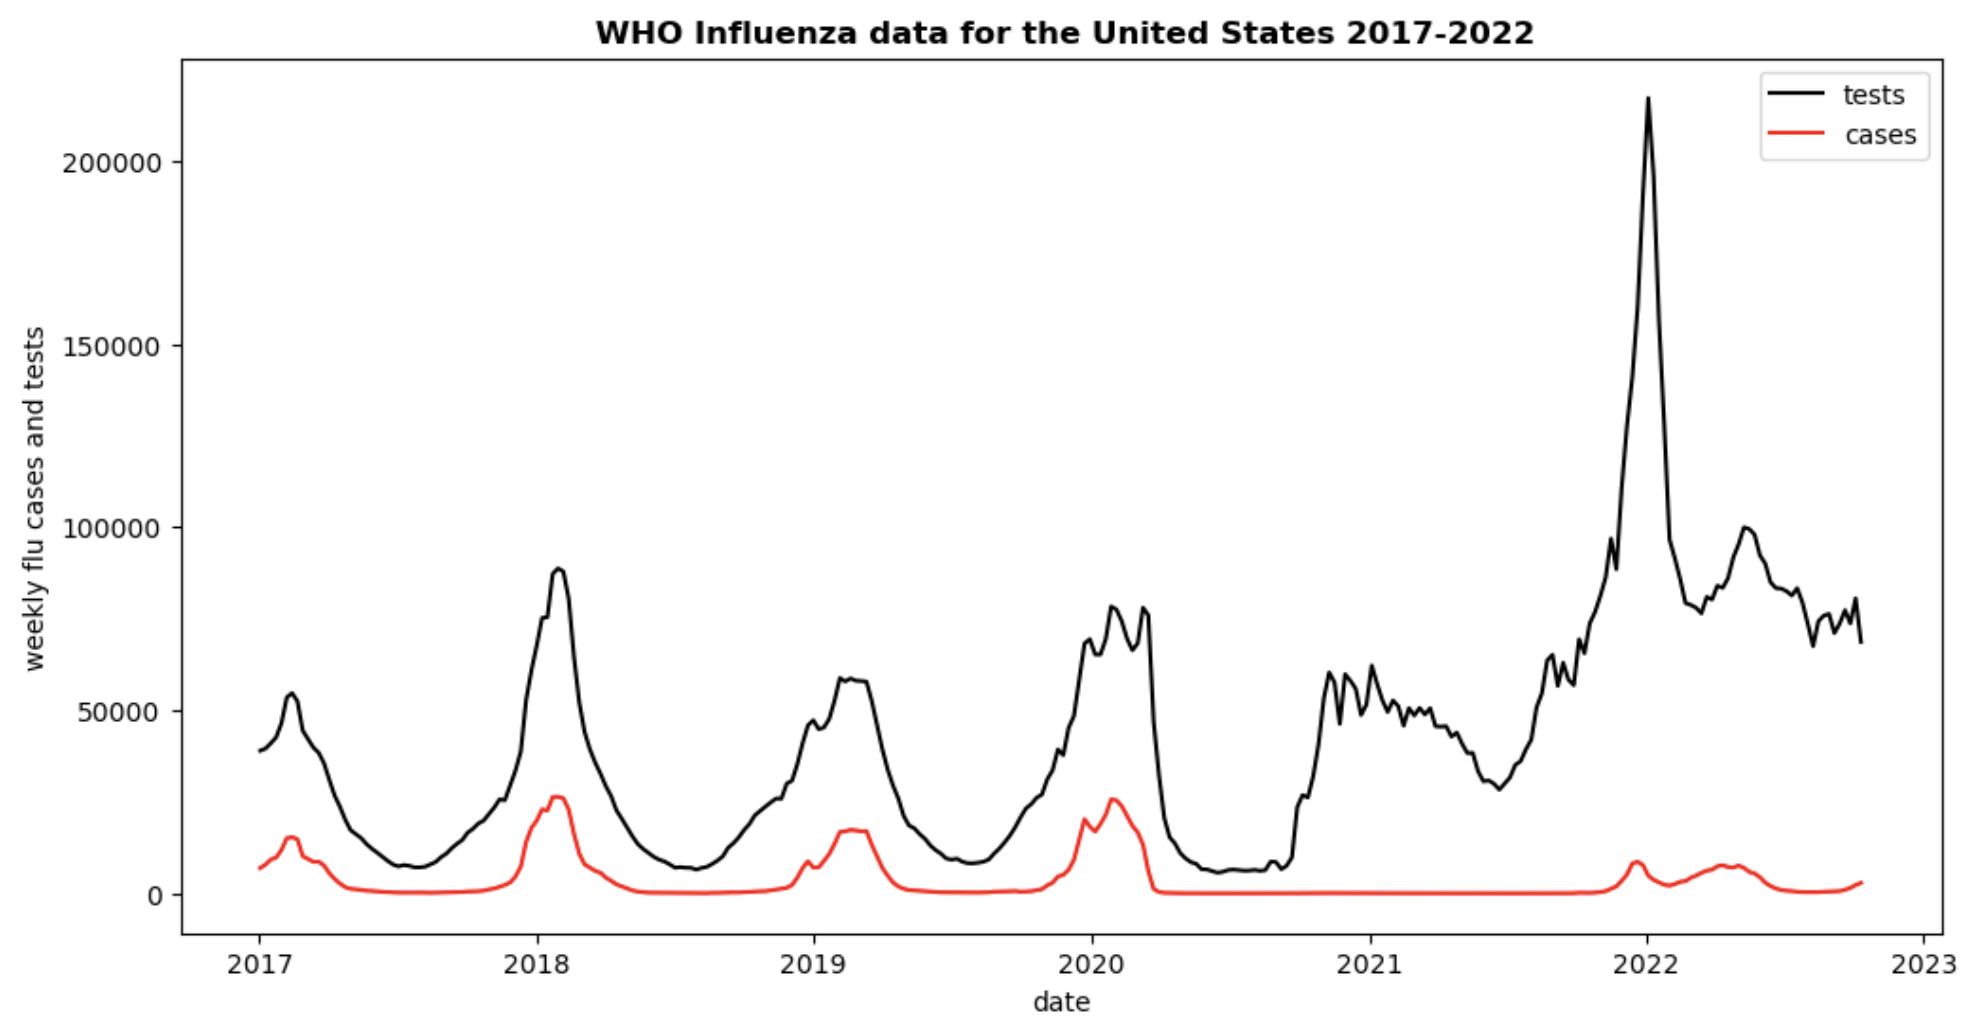 WHO Influenza data for the United States 2017-2022
tests
cases
200000
150000
100000
50000
0
weekly flu cases and tests
2017
2018
2019
2020
2021
2022
2023
date